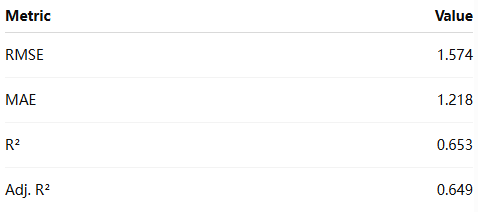 Metric Value
RMSE 1.574
MAE 1.218
R² 0.653
Adj. R² 0.649